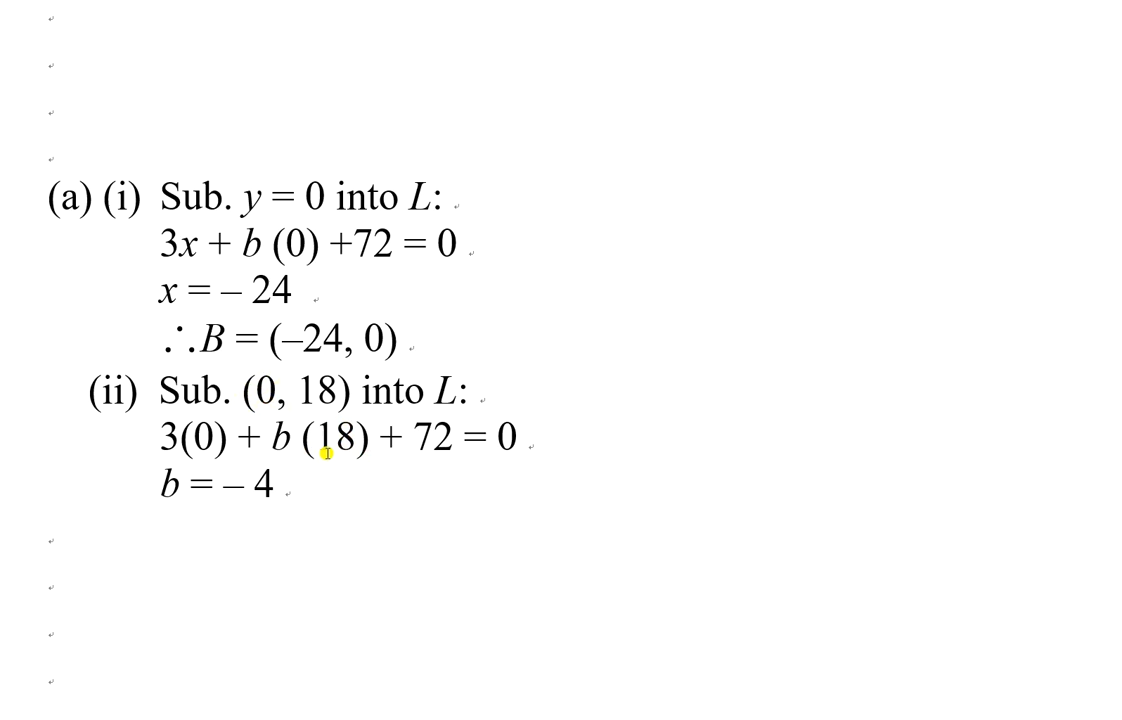 (a) (i) Sub. y = 0 into L:
3x + b (0) +72 = 0
x = – 24
∴B = (–24, 0)
(ii) Sub. (0, 18) into L:
3(0) + b (18) + 72 = 0
b = – 4